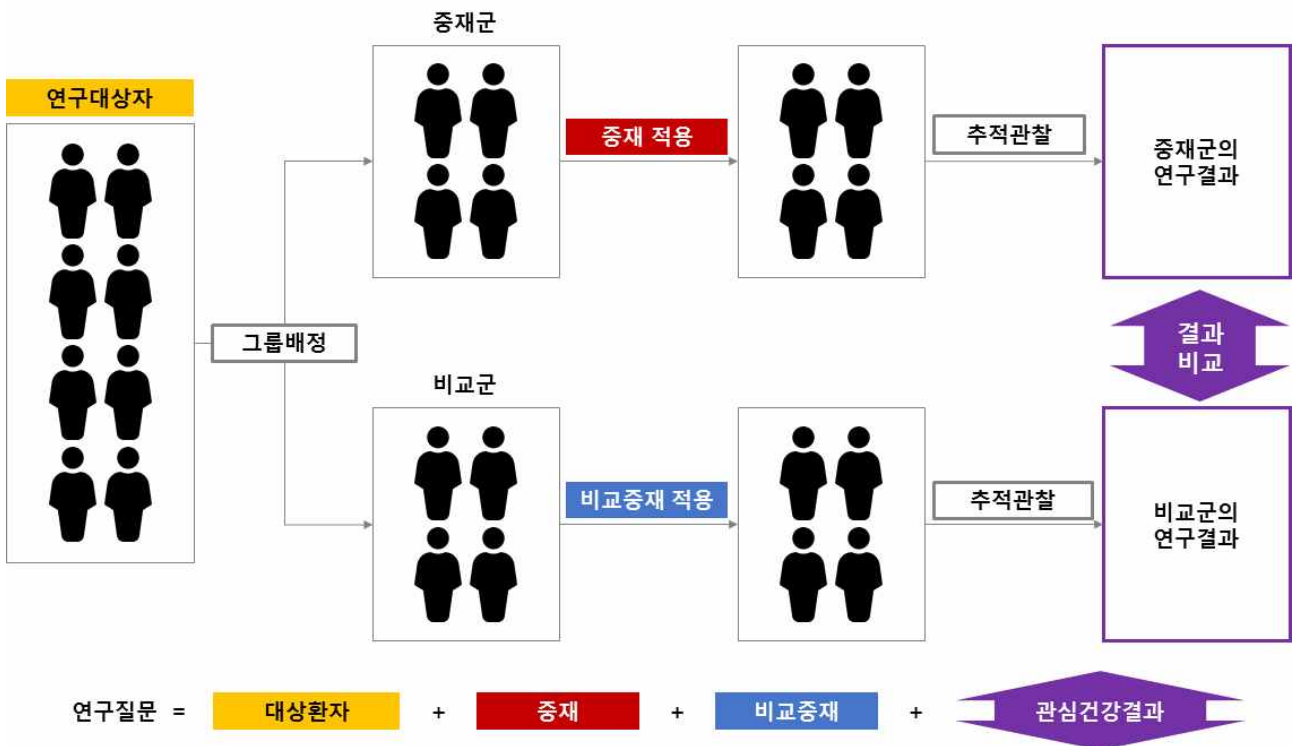 중재군
연구대상자
중재 적용
추적관찰
중재군의
연구결과
그룹배정
결과
비교
비교군
비교중재 적용
추적관찰
비교군의
연구결과
연구질문 = 대상환자 + 중재 + 비교중재 + 관심건강결과